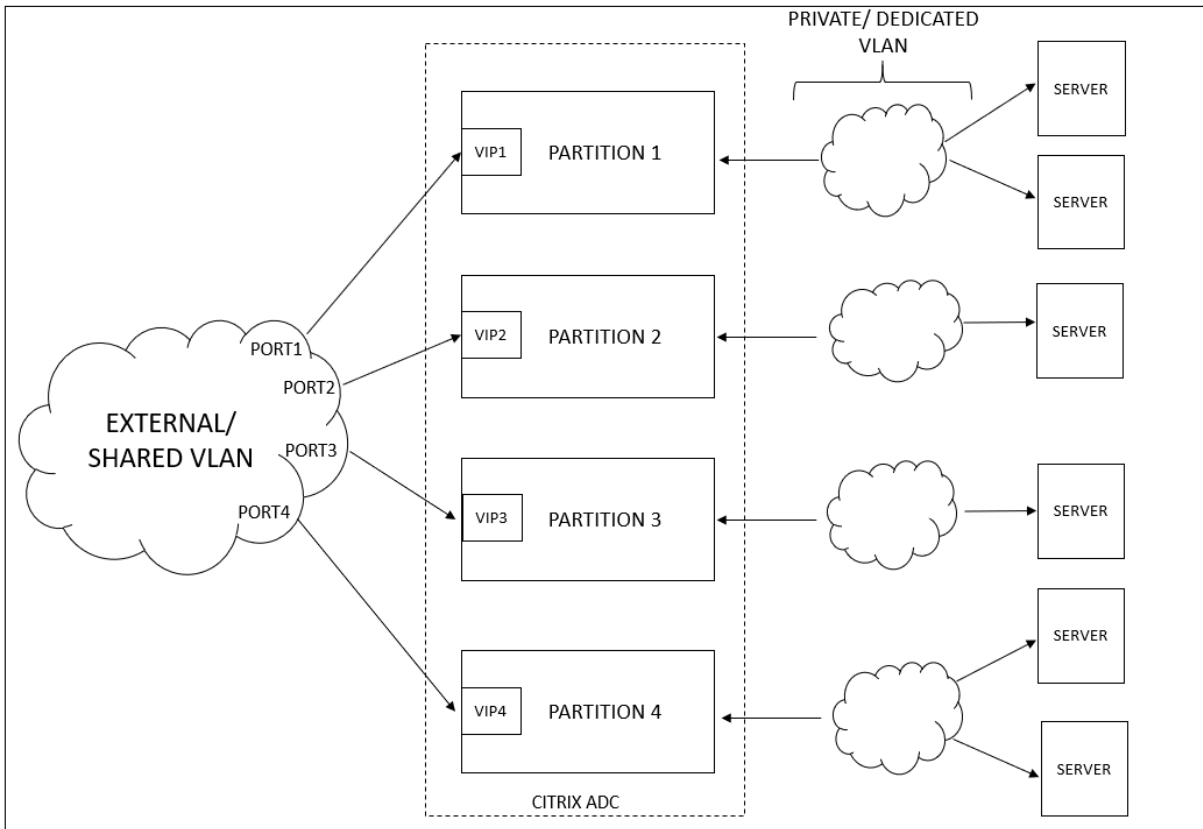 PRIVATE/ DEDICATED
VLAN
SERVER
VIP1
PARTITION 1
SERVER
PORT1
VIP2
PARTITION 2
SERVER
PORT2
EXTERNAL/
SHARED VLAN
PORT3
PORT4
VIP3
PARTITION 3
SERVER
SERVER
VIP4
PARTITION 4
SERVER
CITRIX ADC